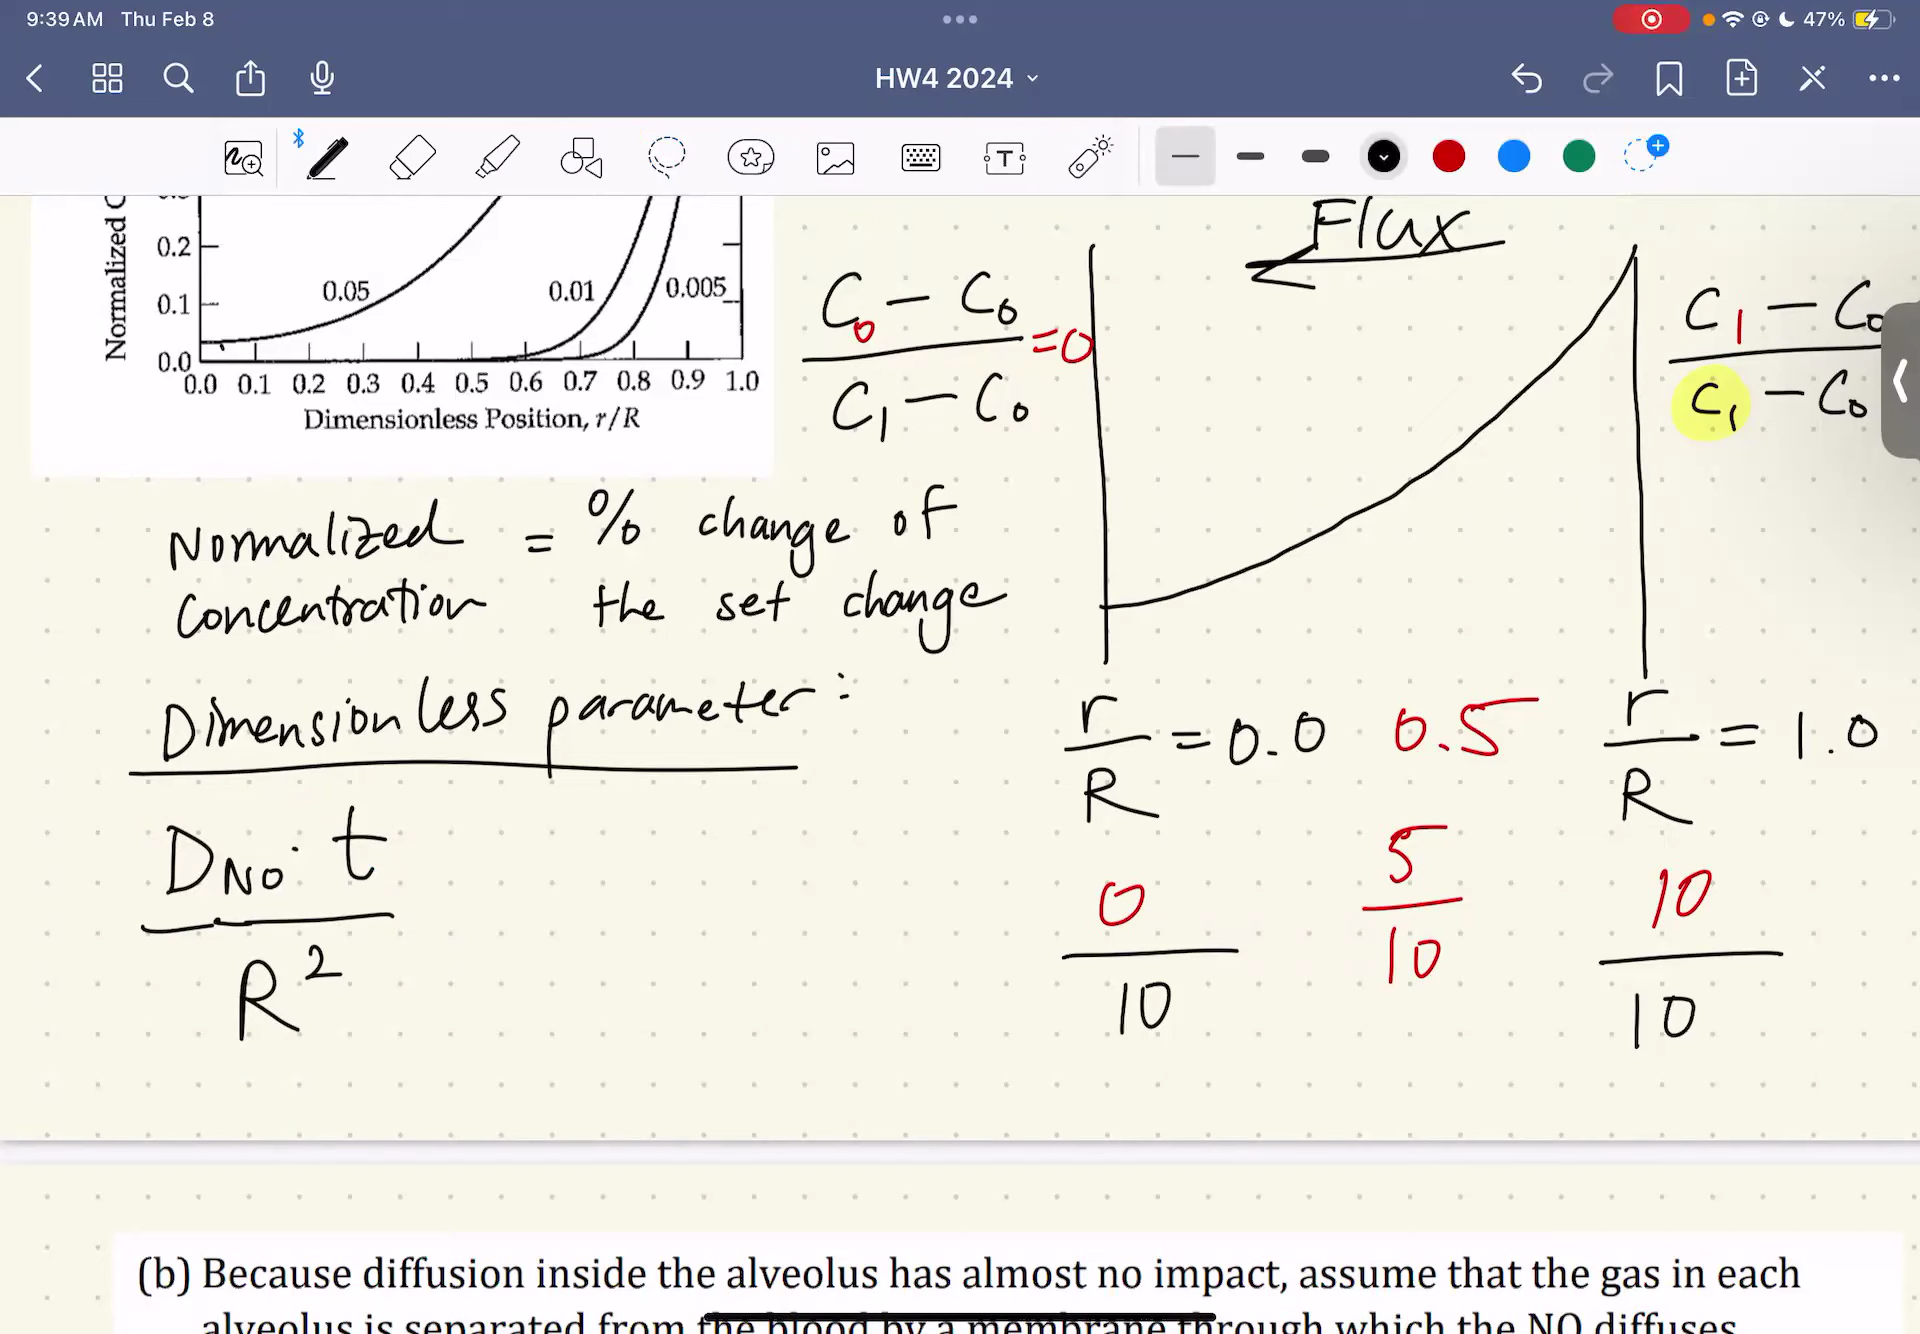 9:39 AM Thu Feb 8
47%
HW4 2024
T
Normalized C
0.2
0.1
0.0
0.05
0.01
0.005
0.0 0.1 0.2 0.3 0.4 0.5 0.6 0.7 0.8 0.9 1.0
Dimensionless Position, r/R
Flux
C0 − C0
C1 − C0
=0
C1 − C0
C1 − C0
Normalized = % change of
Concentration the set change
Dimensionless parameter:
DNO · t
R²
r
R
= 0.0
0.5
r
R
= 1.0
0
10
5
10
10
10
(b) Because diffusion inside the alveolus has almost no impact, assume that the gas in each
alveolus is separated from the blood by a membrane through which the NO diffuses